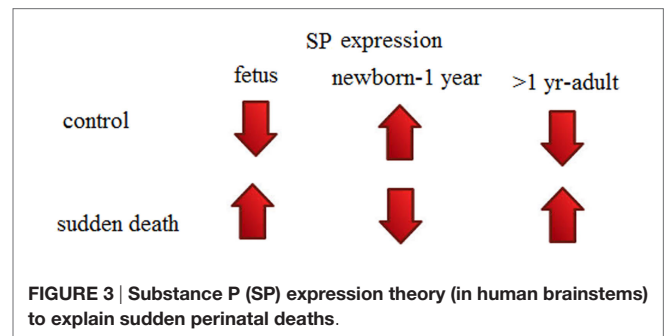 SP expression
fetus newborn-1 year >1 yr-adult
control
sudden death
FIGURE 3 | Substance P (SP) expression theory (in human brainstems)
to explain sudden perinatal deaths.